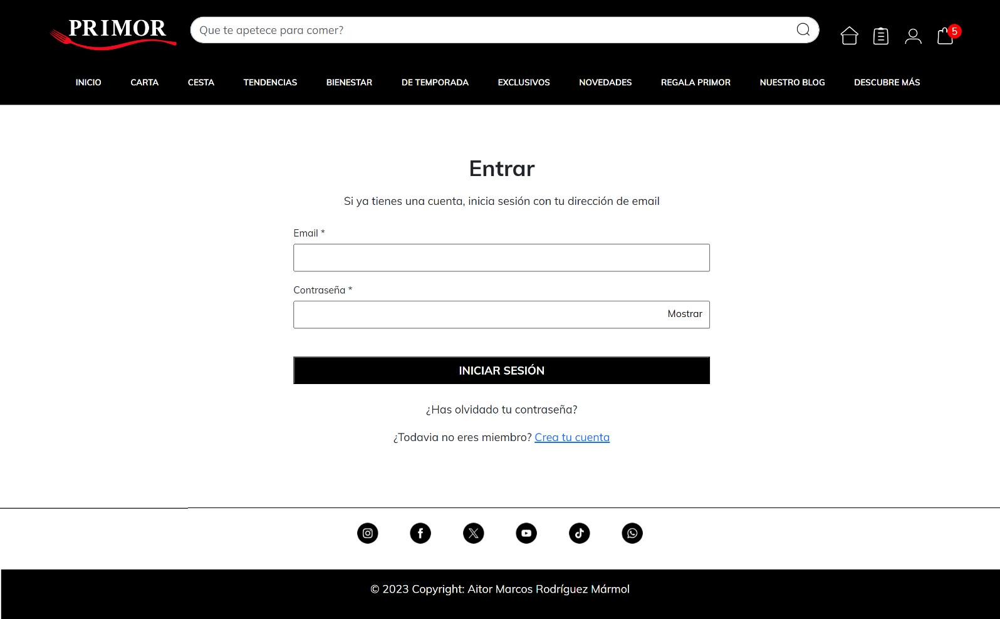 PRIMOR
Que te apetece para comer?
5
INICIO CARTA CESTA TENDENCIAS BIENESTAR DE TEMPORADA EXCLUSIVOS NOVEDADES REGALA PRIMOR NUESTRO BLOG DESCUBRE MÁS
Entrar
Si ya tienes una cuenta, inicia sesión con tu dirección de email
Email *
Contraseña *
Mostrar
INICIAR SESIÓN
¿Has olvidado tu contraseña?
¿Todavia no eres miembro? Crea tu cuenta
© 2023 Copyright: Aitor Marcos Rodríguez Mármol